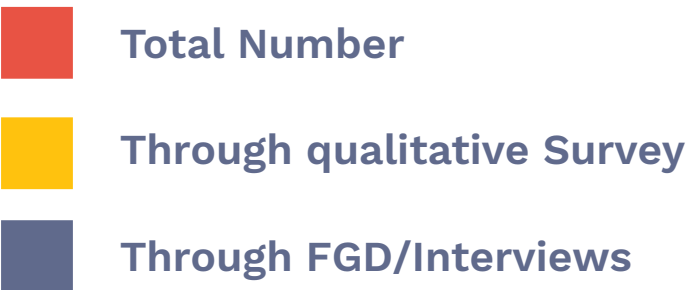 Total Number
Through qualitative Survey
Through FGD/Interviews